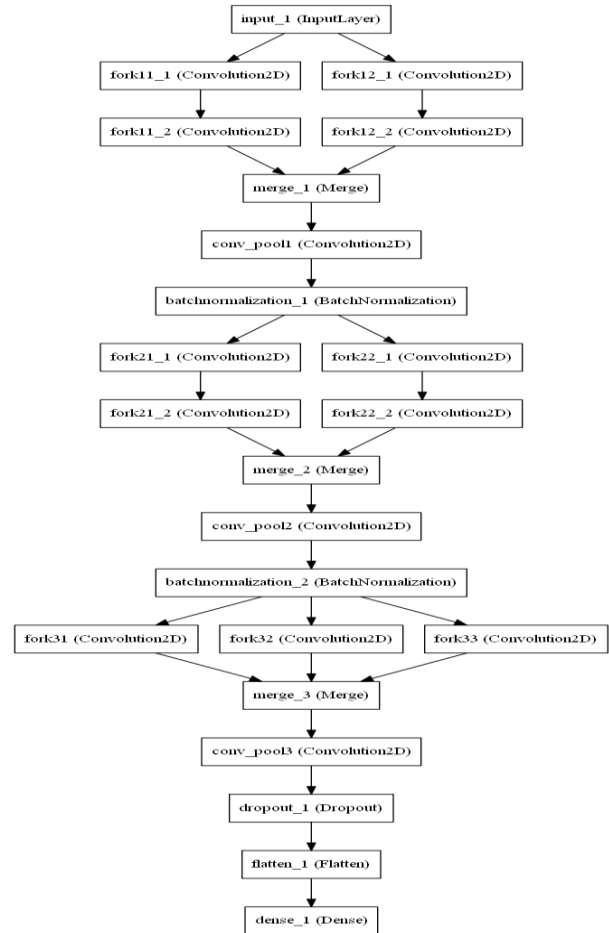 input_1 (InputLayer)
fork11_1 (Convolution2D)
fork12_1 (Convolution2D)
fork11_2 (Convolution2D)
fork12_2 (Convolution2D)
merge_1 (Merge)
conv_pool1 (Convolution2D)
batchnormalization_1 (BatchNormalization)
fork21_1 (Convolution2D)
fork22_1 (Convolution2D)
fork21_2 (Convolution2D)
fork22_2 (Convolution2D)
merge_2 (Merge)
conv_pool2 (Convolution2D)
batchnormalization_2 (BatchNormalization)
fork31 (Convolution2D)
fork32 (Convolution2D)
fork33 (Convolution2D)
merge_3 (Merge)
conv_pool3 (Convolution2D)
dropout_1 (Dropout)
flatten_1 (Flatten)
dense_1 (Dense)